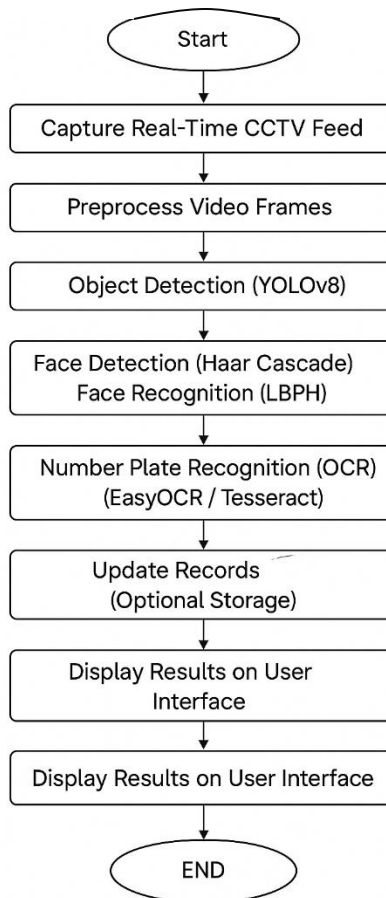 Start
Capture Real-Time CCTV Feed
Preprocess Video Frames
Object Detection (YOLOv8)
Face Detection (Haar Cascade)
Face Recognition (LBPH)
Number Plate Recognition (OCR)
(EasyOCR / Tesseract)
Update Records
(Optional Storage)
Display Results on User
Interface
Display Results on User Interface
END